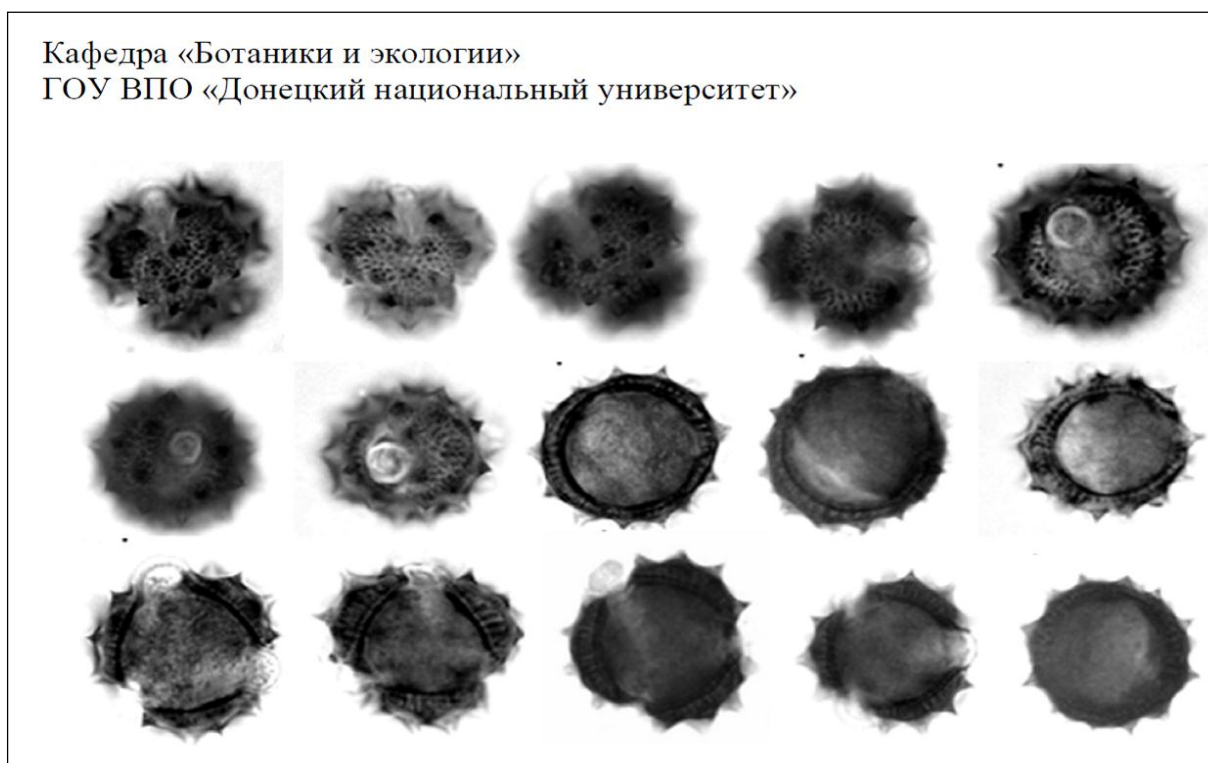 Кафедра «Ботаники и экологии»
ГОУ ВПО «Донецкий национальный университет»